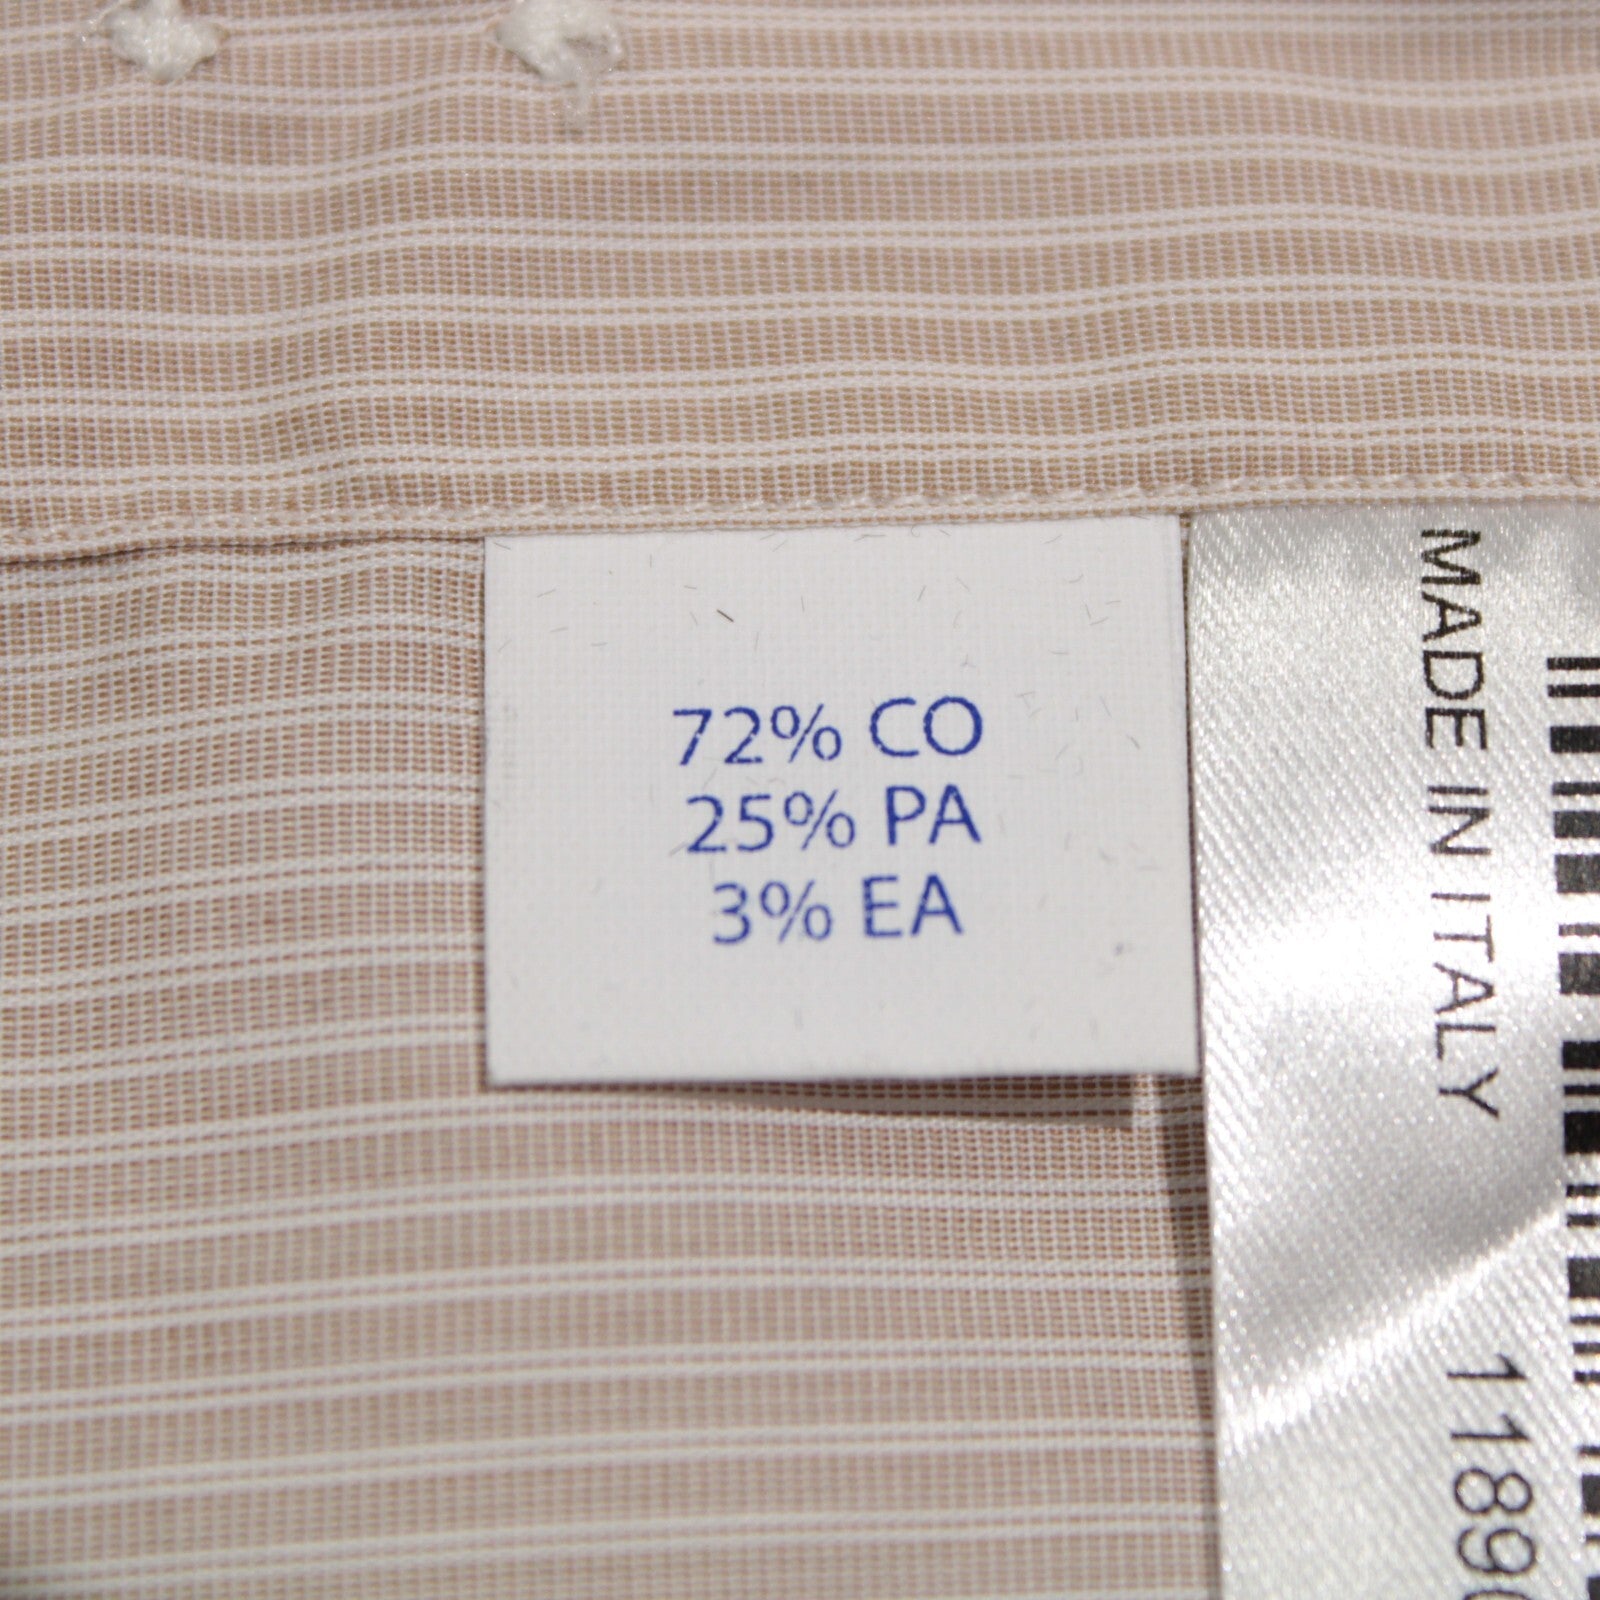 72% CO
25% PA
3% EA
MADE IN ITALY